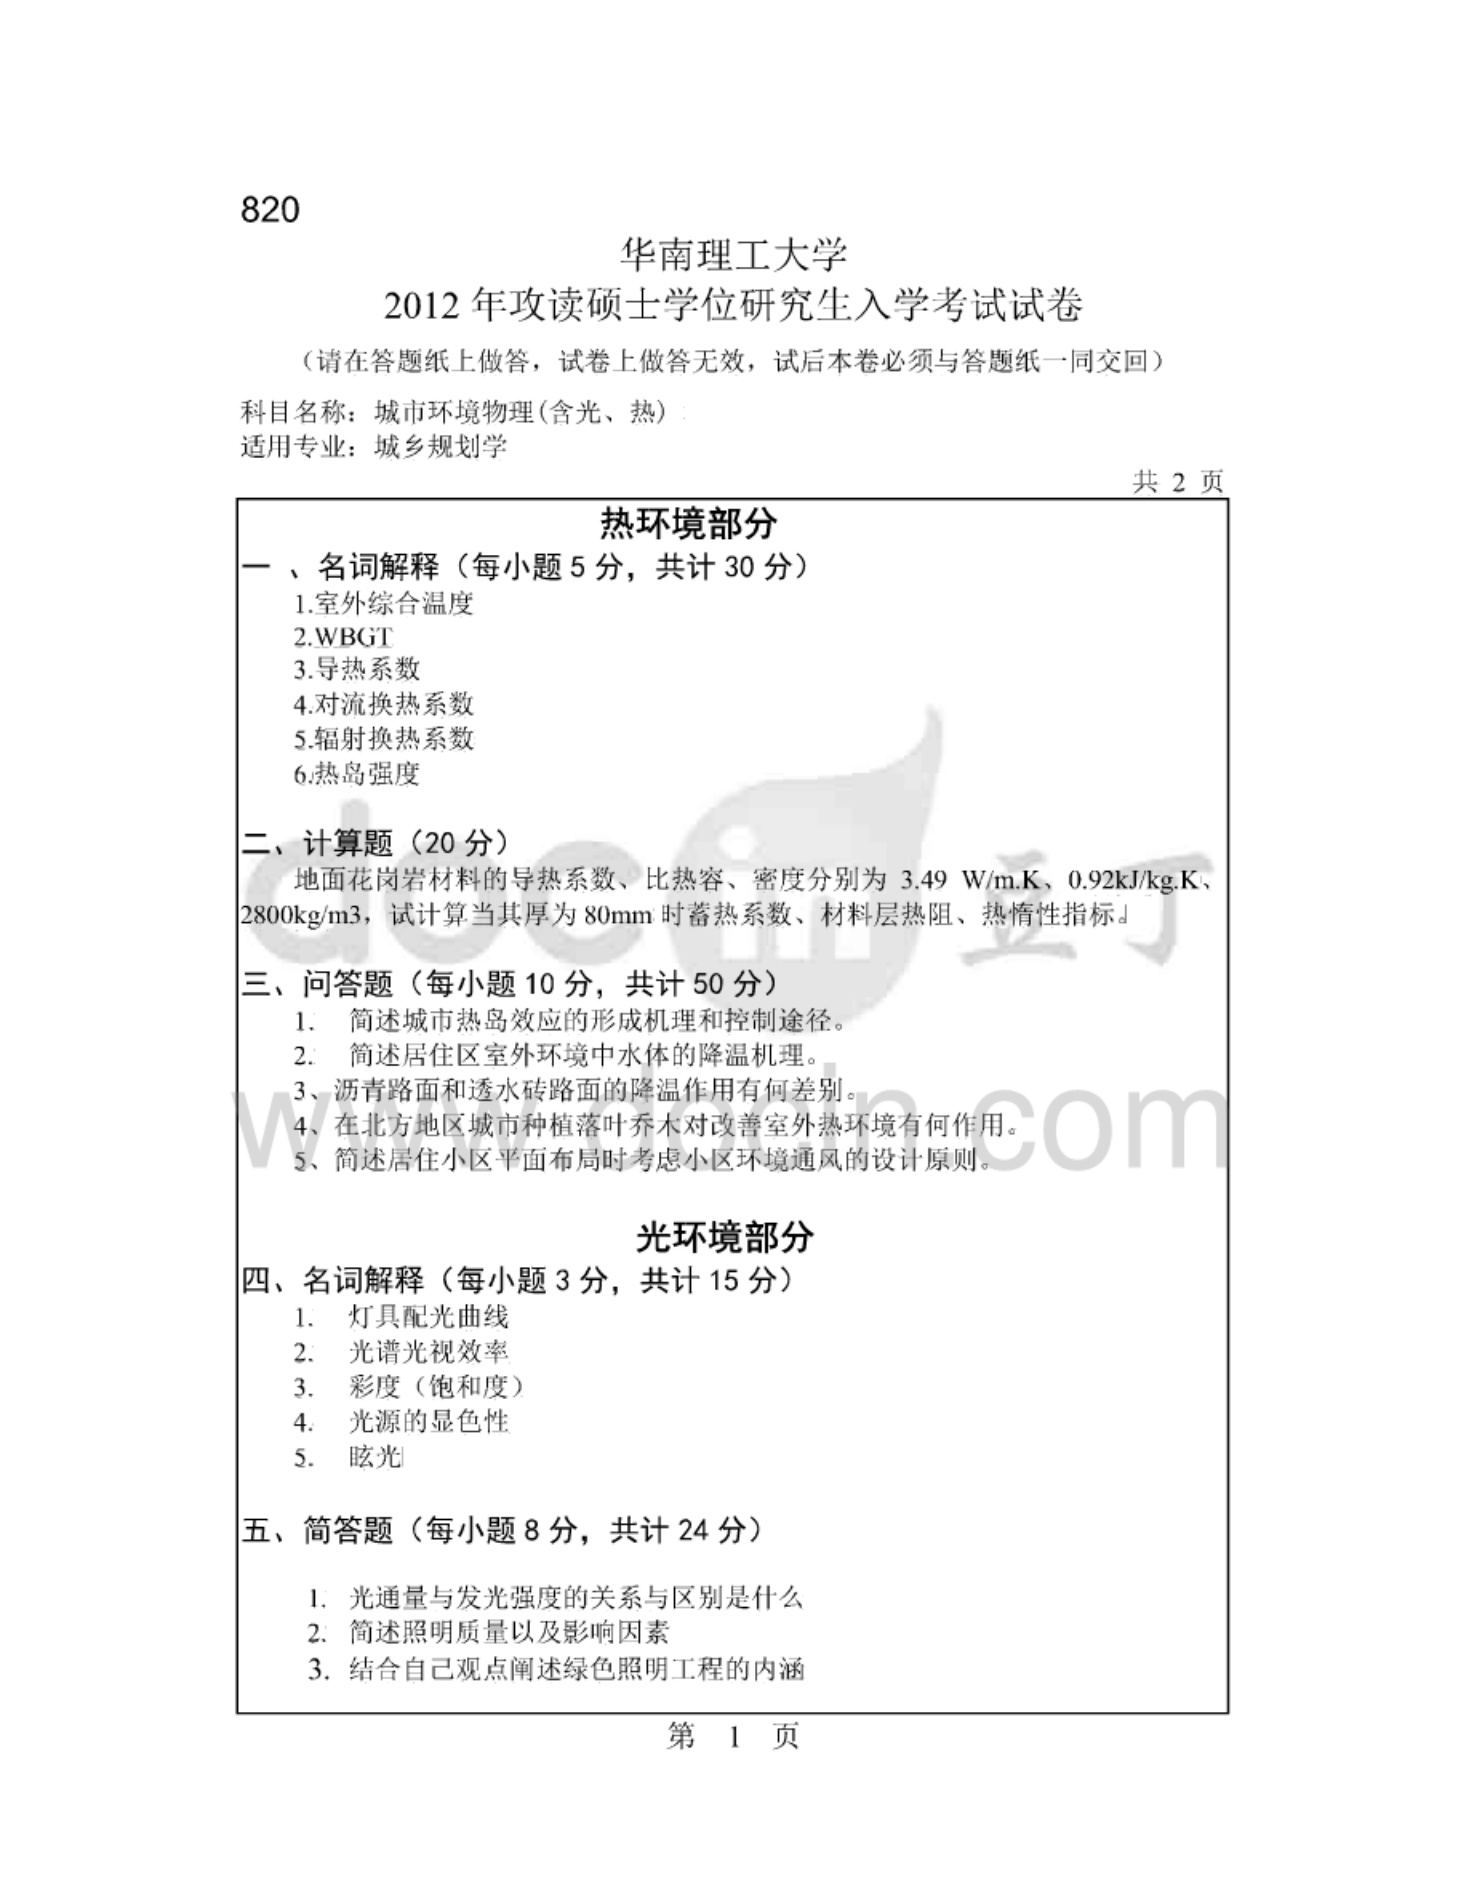 820
华南理工大学
2012 年攻读硕士学位研究生入学考试试卷
（请在答题纸上做答，试卷上做答无效，试后本卷必须与答题纸一同交回）
科目名称：城市环境物理(含光、热)
适用专业：城乡规划学
共 2 页
热环境部分
一 、名词解释（每小题 5 分，共计 30 分）
1.室外综合温度
2.WBGT
3.导热系数
4.对流换热系数
5.辐射换热系数
6.热岛强度
二、计算题（20 分）
地面花岗岩材料的导热系数、比热容、密度分别为 3.49 W/m.K、0.92kJ/kg.K、
2800kg/m3，试计算当其厚为 80mm 时蓄热系数、材料层热阻、热惰性指标。
三、问答题（每小题 10 分，共计 50 分）
1. 简述城市热岛效应的形成机理和控制途径。
2. 简述居住区室外环境中水体的降温机理。
3、沥青路面和透水砖路面的降温作用有何差别。
4、在北方地区城市种植落叶乔木对改善室外热环境有何作用。
5、简述居住小区平面布局时考虑小区环境通风的设计原则。
光环境部分
四、名词解释（每小题 3 分，共计 15 分）
1. 灯具配光曲线
2. 光谱光视效率
3. 彩度（饱和度）
4. 光源的显色性
5. 眩光
五、简答题（每小题 8 分，共计 24 分）
1. 光通量与发光强度的关系与区别是什么
2. 简述照明质量以及影响因素
3. 结合自己观点阐述绿色照明工程的内涵
第 1 页
docin 豆丁
www.docin.com